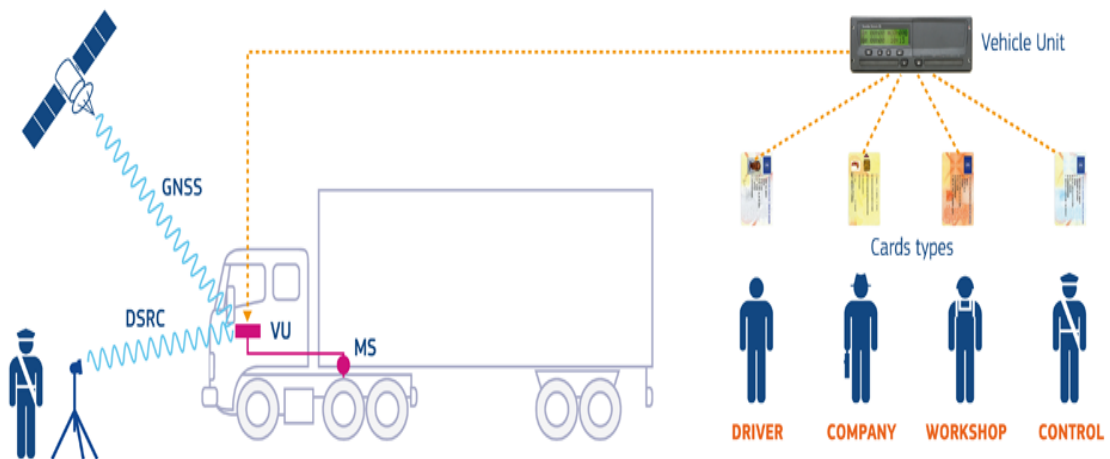 Vehicle Unit
GNSS
DSRC
VU
MS
Cards types
DRIVER
COMPANY
WORKSHOP
CONTROL